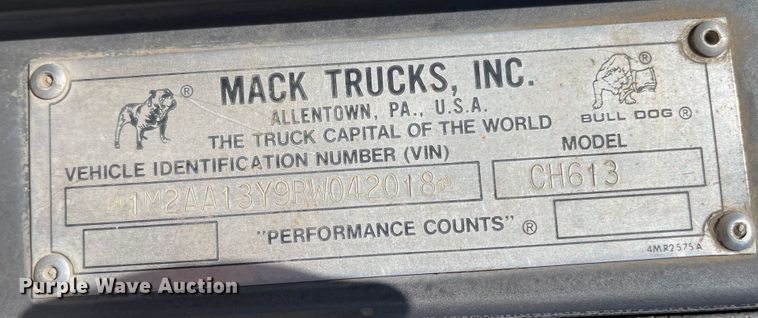 MACK TRUCKS, INC.
ALLENTOWN, PA., U.S.A.
THE TRUCK CAPITAL OF THE WORLD
®
®
BULL DOG ®
VEHICLE IDENTIFICATION NUMBER (VIN)
MODEL
*1M2AA13Y9RW042018*
CH613
"PERFORMANCE COUNTS" ®
4MR2575A
Purple Wave Auction